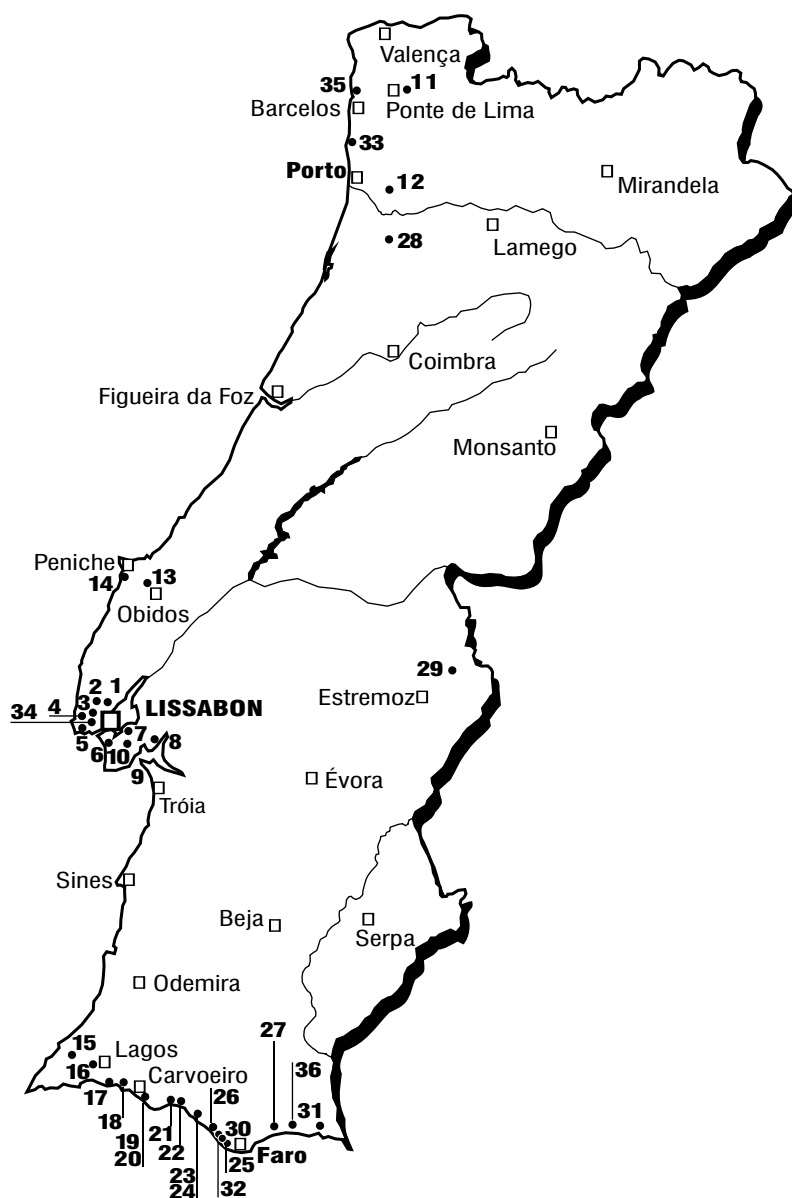 Valença
35
11
Barcelos
Ponte de Lima
33
Porto
12
Mirandela
28
Lamego
Coimbra
Figueira da Foz
Monsanto
Peniche
14
13
Obidos
29
Estremoz
2 1
34 4 3
LISSABON
5 6 10 7 8
9
Évora
Tróia
Sines
Beja
Serpa
Odemira
15
Lagos
27
16
Carvoeiro
26
36
17
31
18
19
20
21
22
30
Faro
25
23
24
32